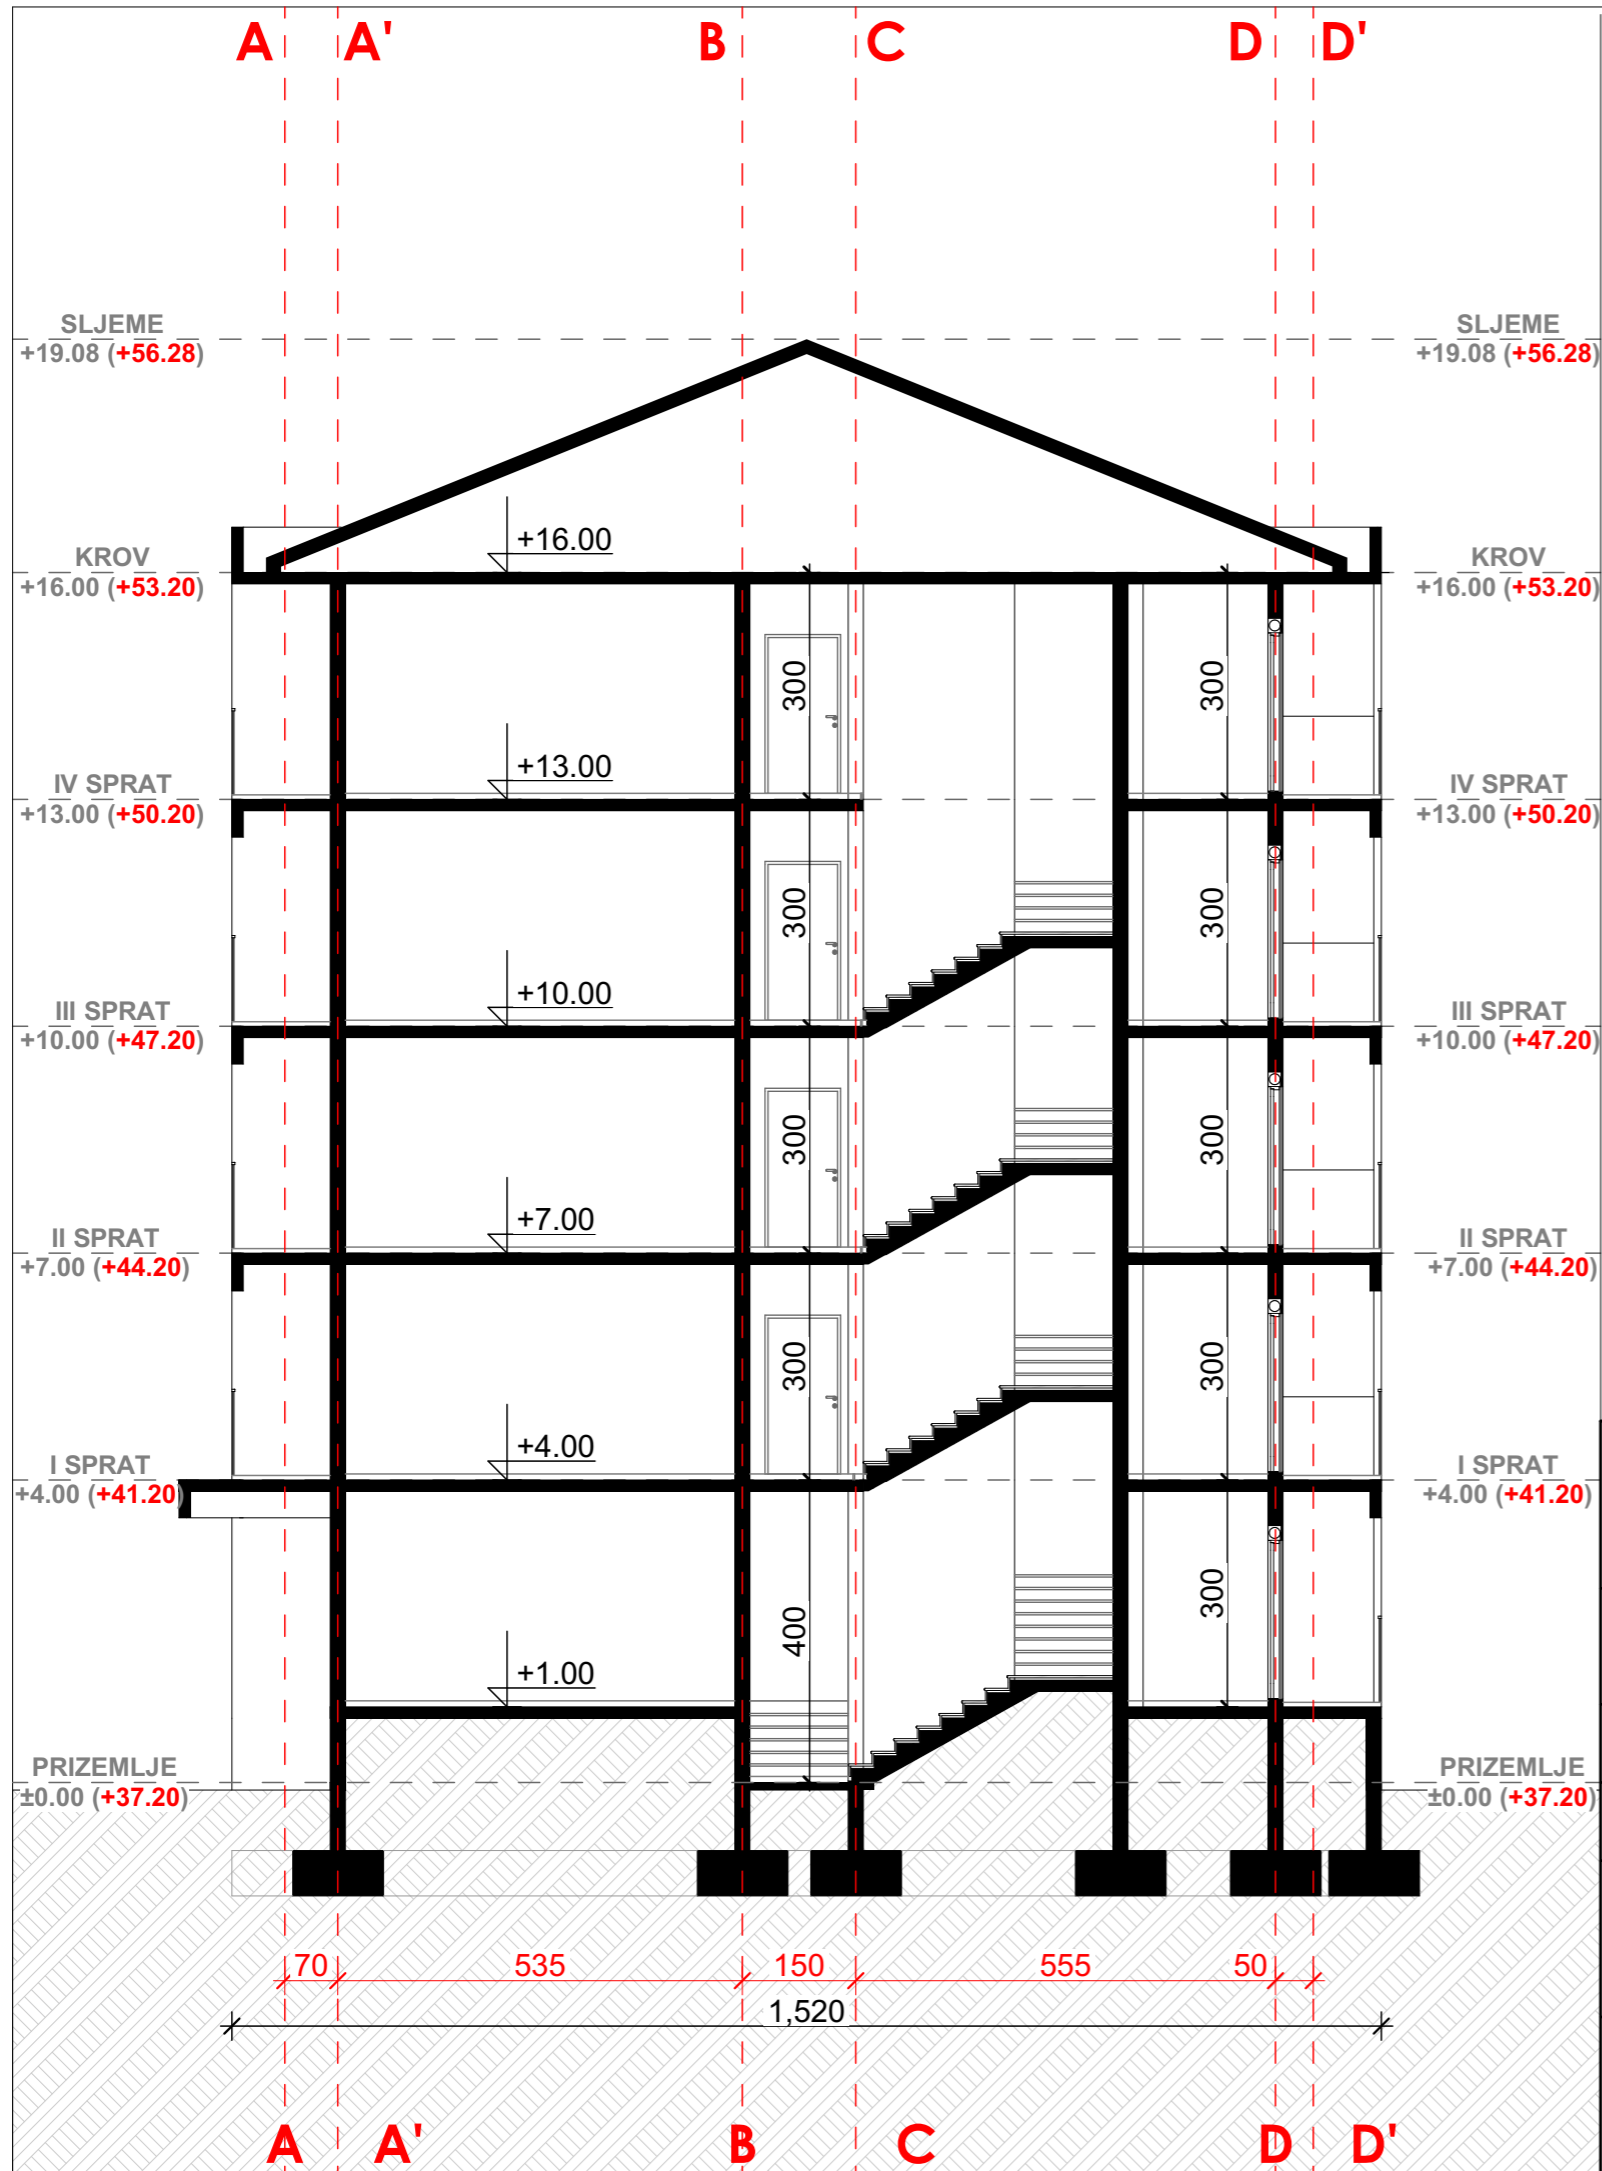 A A' B C D D'
SLJEME
+19.08 (+56.28)
SLJEME
+19.08 (+56.28)
+16.00
KROV
+16.00 (+53.20)
KROV
+16.00 (+53.20)
300
300
+13.00
IV SPRAT
+13.00 (+50.20)
IV SPRAT
+13.00 (+50.20)
300
300
+10.00
III SPRAT
+10.00 (+47.20)
III SPRAT
+10.00 (+47.20)
300
300
+7.00
II SPRAT
+7.00 (+44.20)
II SPRAT
+7.00 (+44.20)
300
300
+4.00
I SPRAT
+4.00 (+41.20)
I SPRAT
+4.00 (+41.20)
400
300
+1.00
PRIZEMLJE
±0.00 (+37.20)
PRIZEMLJE
±0.00 (+37.20)
70 535 150 555 50
1,520
A A' B C D D'